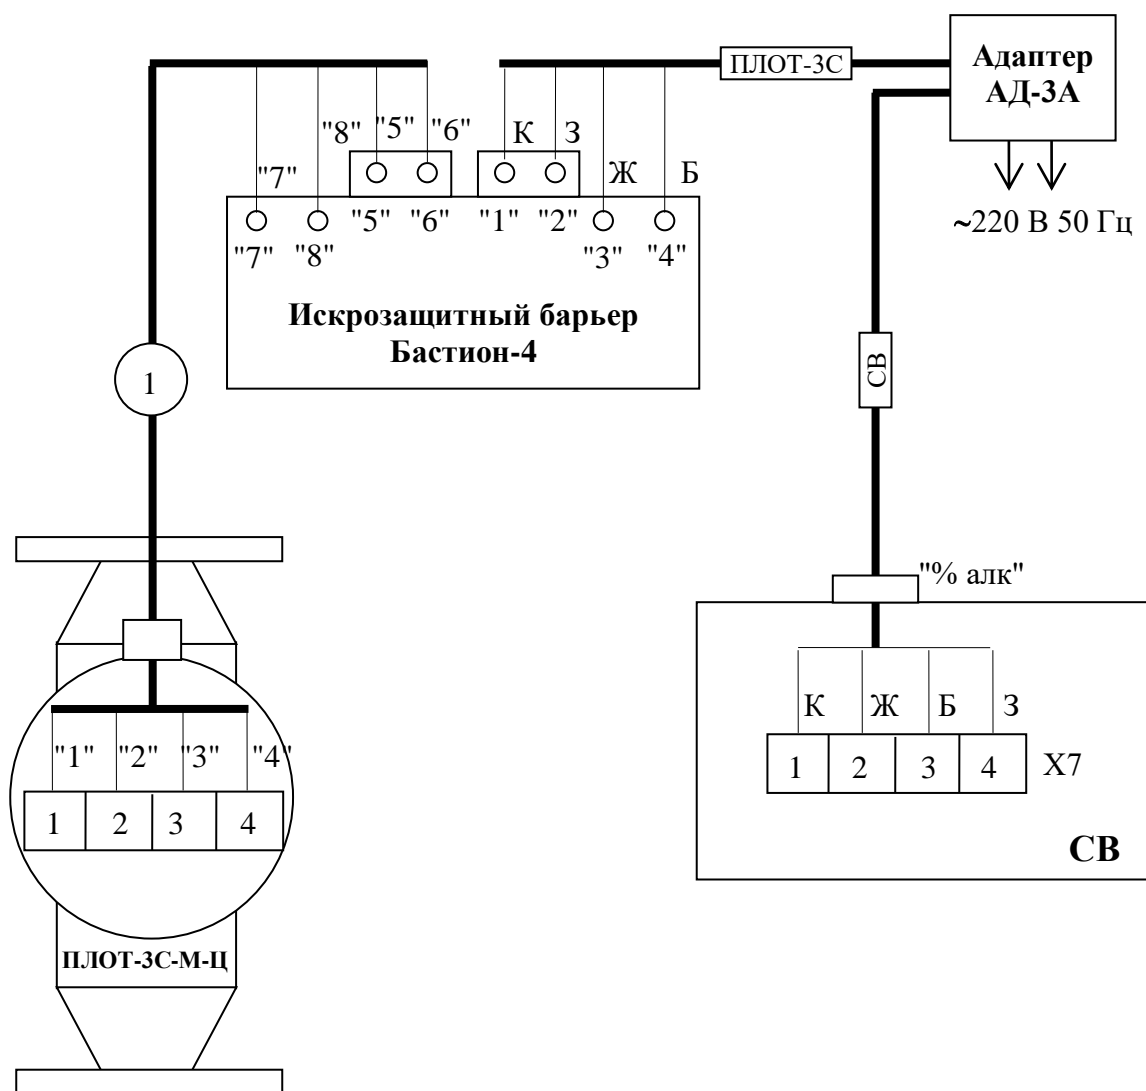 ПЛОТ-3С
Адаптер
АД-3А
~220 В 50 Гц
"7"
"8"
"5"
"6"
К
З
Ж
Б
"7"
"8"
"5"
"6"
"1"
"2"
"3"
"4"
Искрозащитный барьер
Бастион-4
1
СВ
"% алк"
К Ж Б З
1 2 3 4 Х7
СВ
"1" "2" "3" "4"
1 2 3 4
ПЛОТ-3С-М-Ц